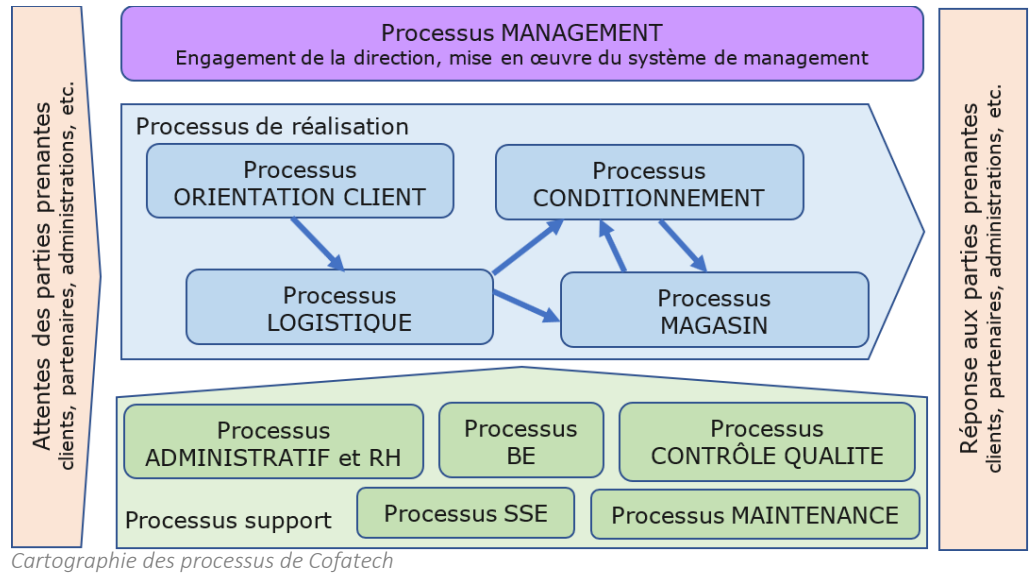 Attentes des parties prenantes
clients, partenaires, administrations, etc.
Processus MANAGEMENT
Engagement de la direction, mise en œuvre du système de management
Processus de réalisation
Processus
ORIENTATION CLIENT
Processus
CONDITIONNEMENT
Processus
LOGISTIQUE
Processus
MAGASIN
Processus
ADMINISTRATIF et RH
Processus
BE
Processus
CONTRÔLE QUALITE
Processus support
Processus SSE
Processus MAINTENANCE
Réponse aux parties prenantes
clients, partenaires, administrations, etc.
Cartographie des processus de Cofatech